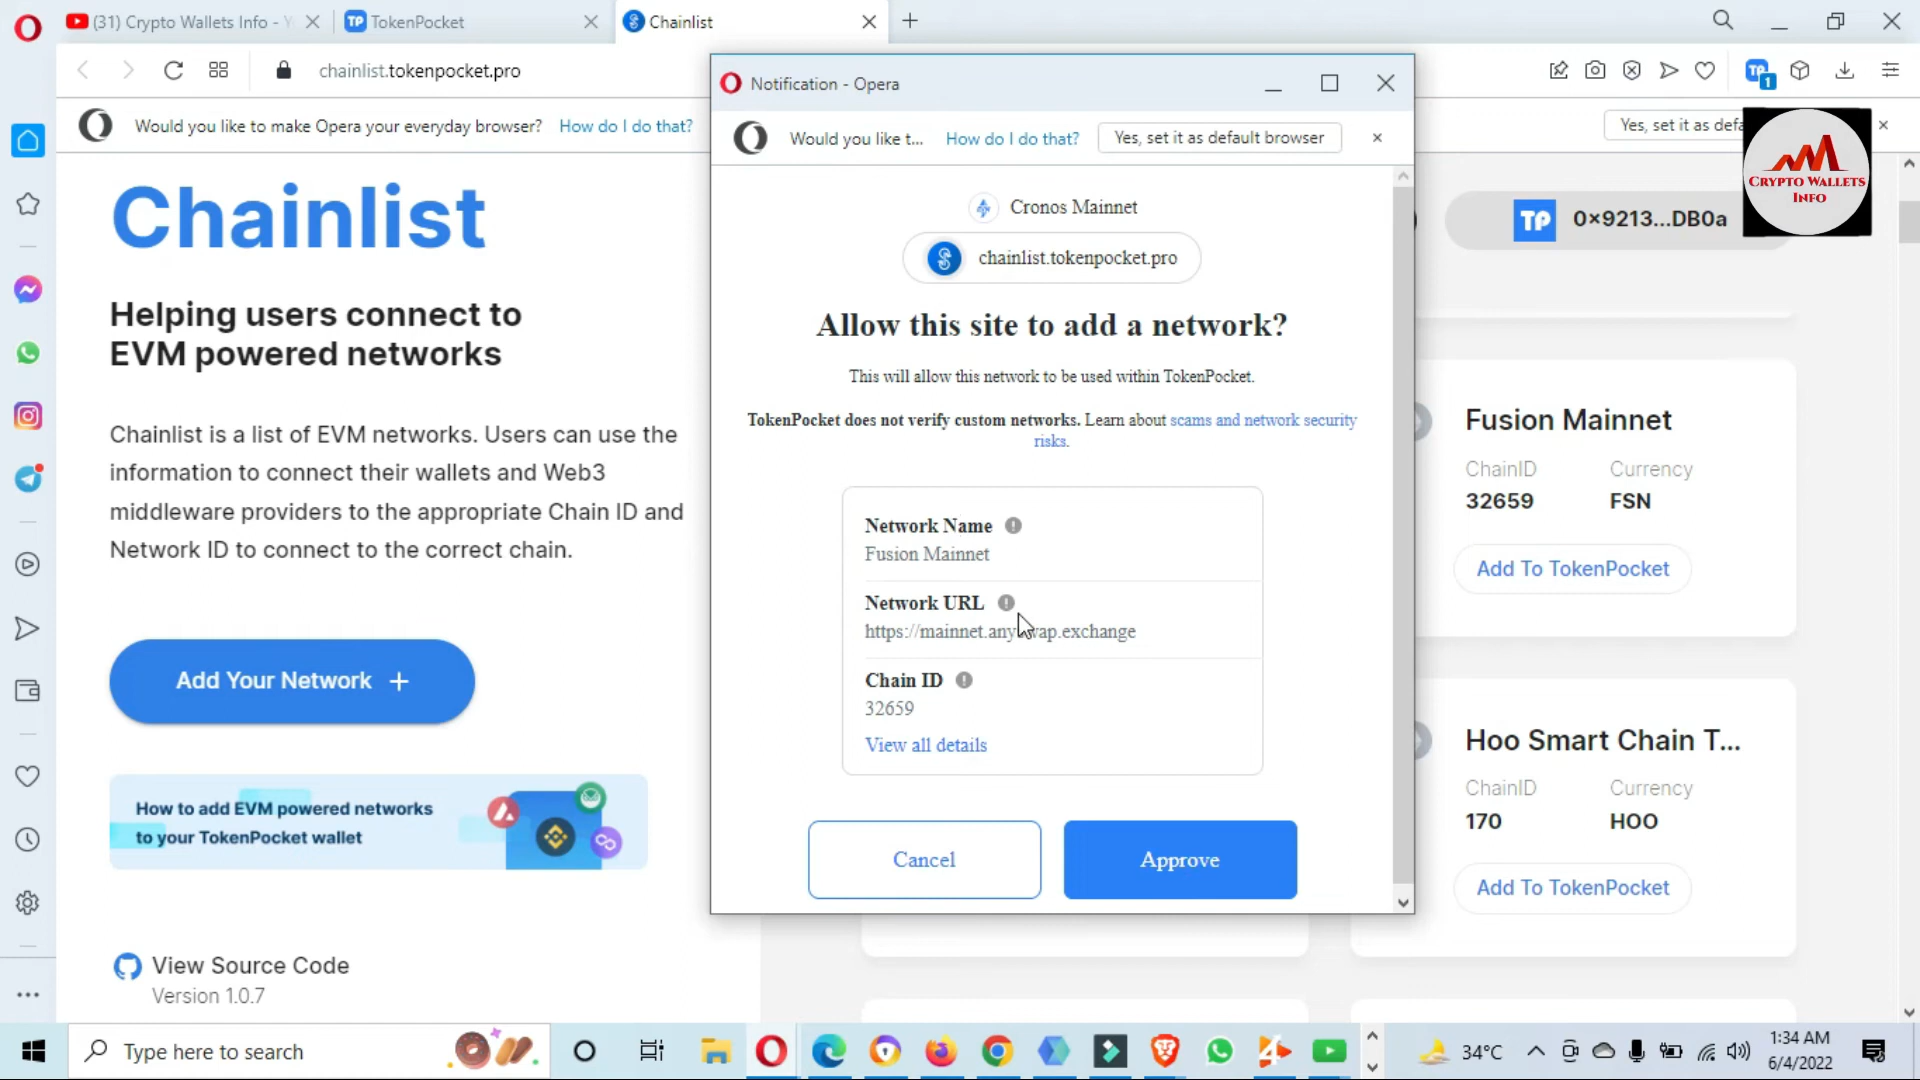 (31) Crypto Wallets Info - Y
TokenPocket
Chainlist
chainlist.tokenpocket.pro
Would you like to make Opera your everyday browser? How do I do that?
Yes, set it as defa
Notification - Opera
Would you like t... How do I do that? Yes, set it as default browser
Cronos Mainnet
chainlist.tokenpocket.pro
Allow this site to add a network?
This will allow this network to be used within TokenPocket.
TokenPocket does not verify custom networks. Learn about scams and network security
risks.
Network Name
Fusion Mainnet
Network URL
https://mainnet.anyswap.exchange
Chain ID
32659
View all details
Cancel
Approve
Chainlist
Helping users connect to
EVM powered networks
Chainlist is a list of EVM networks. Users can use the
information to connect their wallets and Web3
middleware providers to the appropriate Chain ID and
Network ID to connect to the correct chain.
Add Your Network +
How to add EVM powered networks
to your TokenPocket wallet
View Source Code
Version 1.0.7
TP 0×9213...DB0a
CRYPTO WALLETS
INFO
Fusion Mainnet
ChainID Currency
32659 FSN
Add To TokenPocket
Hoo Smart Chain T...
ChainID Currency
170 HOO
Add To TokenPocket
Type here to search
34°C
1:34 AM
6/4/2022